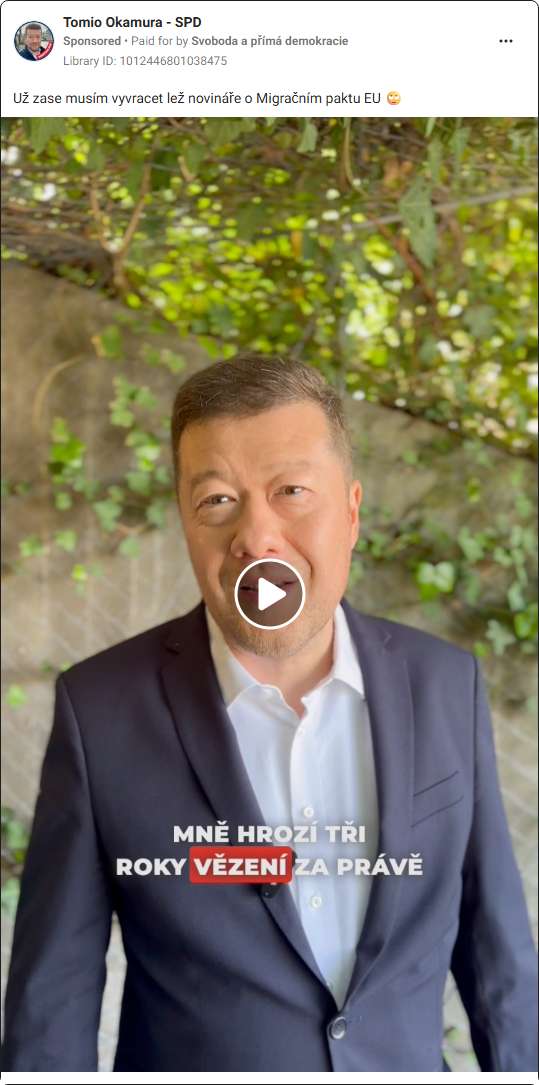 Tomio Okamura - SPD
Sponsored • Paid for by Svoboda a přímá demokracie
Library ID: 1012446801038475
Už zase musím vyvracet lež novináře o Migračním paktu EU 🙄
MNĚ HROZÍ TŘI
ROKY VĚZENÍ ZA PRÁVĚ